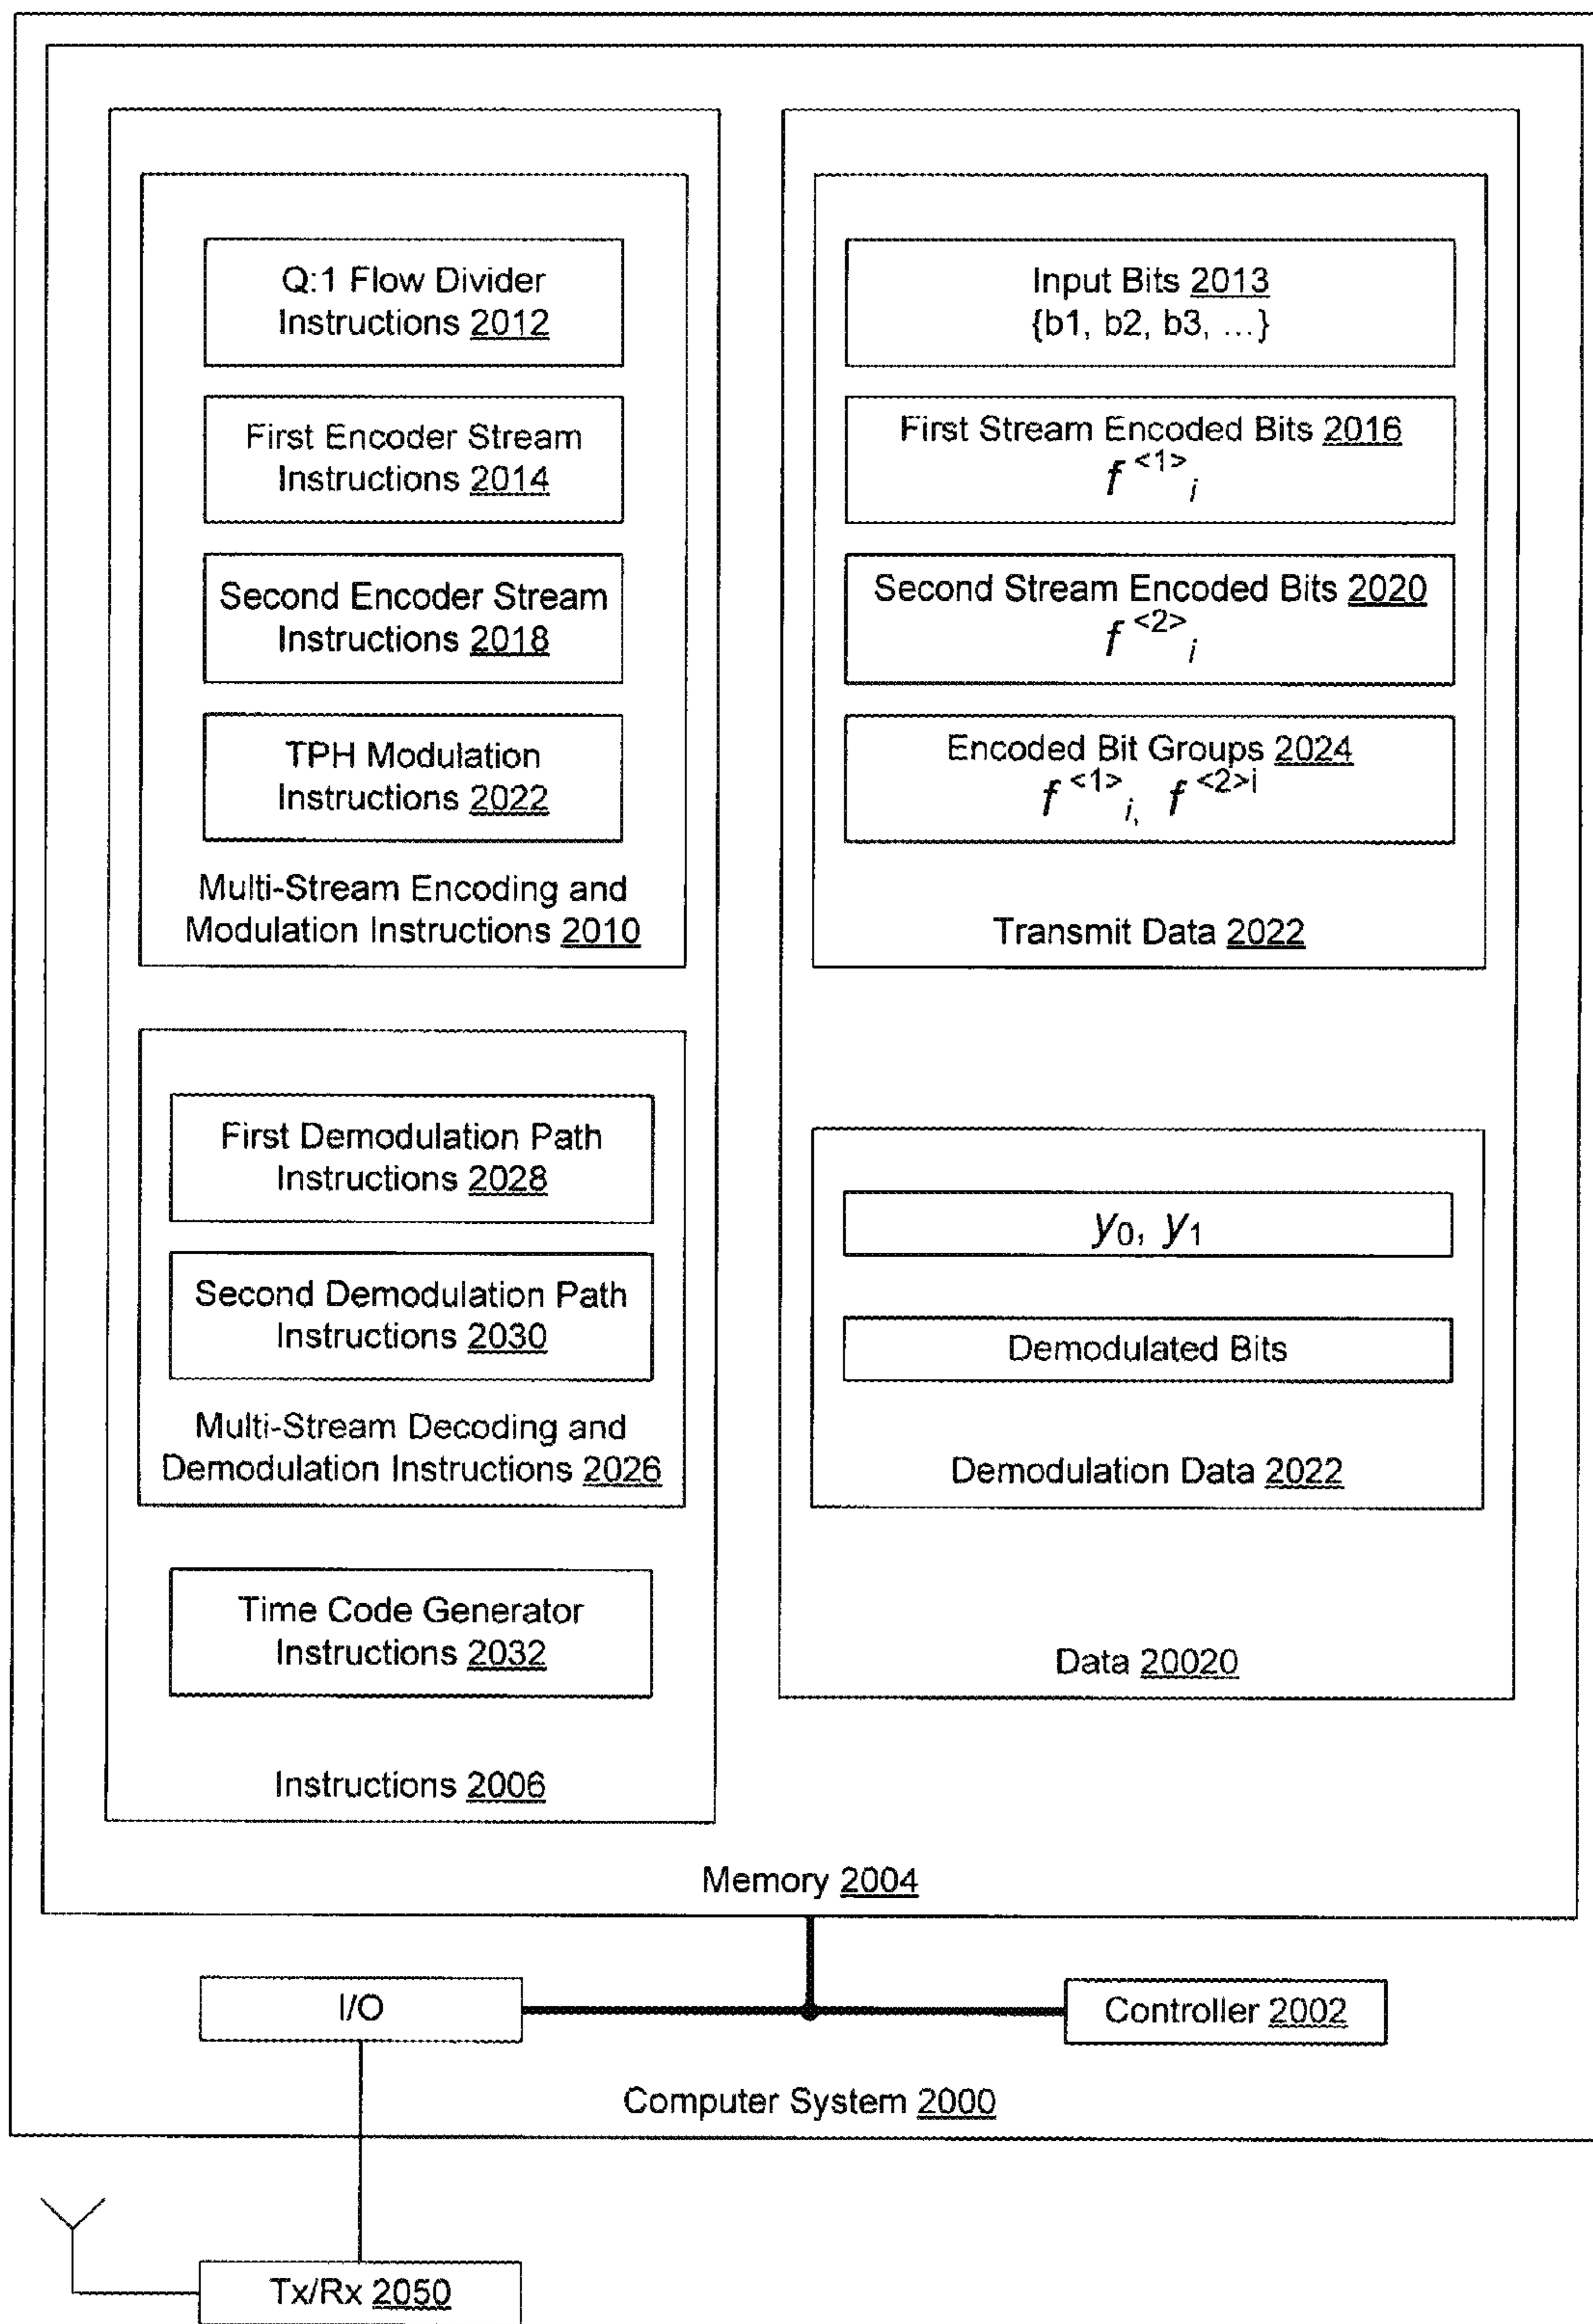 Q:1 Flow Divider
Instructions 2012
First Encoder Stream
Instructions 2014
Second Encoder Stream
Instructions 2018
TPH Modulation
Instructions 2022
Multi-Stream Encoding and
Modulation Instructions 2010
First Demodulation Path
Instructions 2028
Second Demodulation Path
Instructions 2030
Multi-Stream Decoding and
Demodulation Instructions 2026
Time Code Generator
Instructions 2032
Instructions 2006
Input Bits 2013
{b1, b2, b3, ...}
First Stream Encoded Bits 2016
f <1> i
Second Stream Encoded Bits 2020
f <2> i
Encoded Bit Groups 2024
f <1> i, f <2>i
Transmit Data 2022
y0, y1
Demodulated Bits
Demodulation Data 2022
Data 20020
Memory 2004
I/O
Controller 2002
Computer System 2000
Tx/Rx 2050